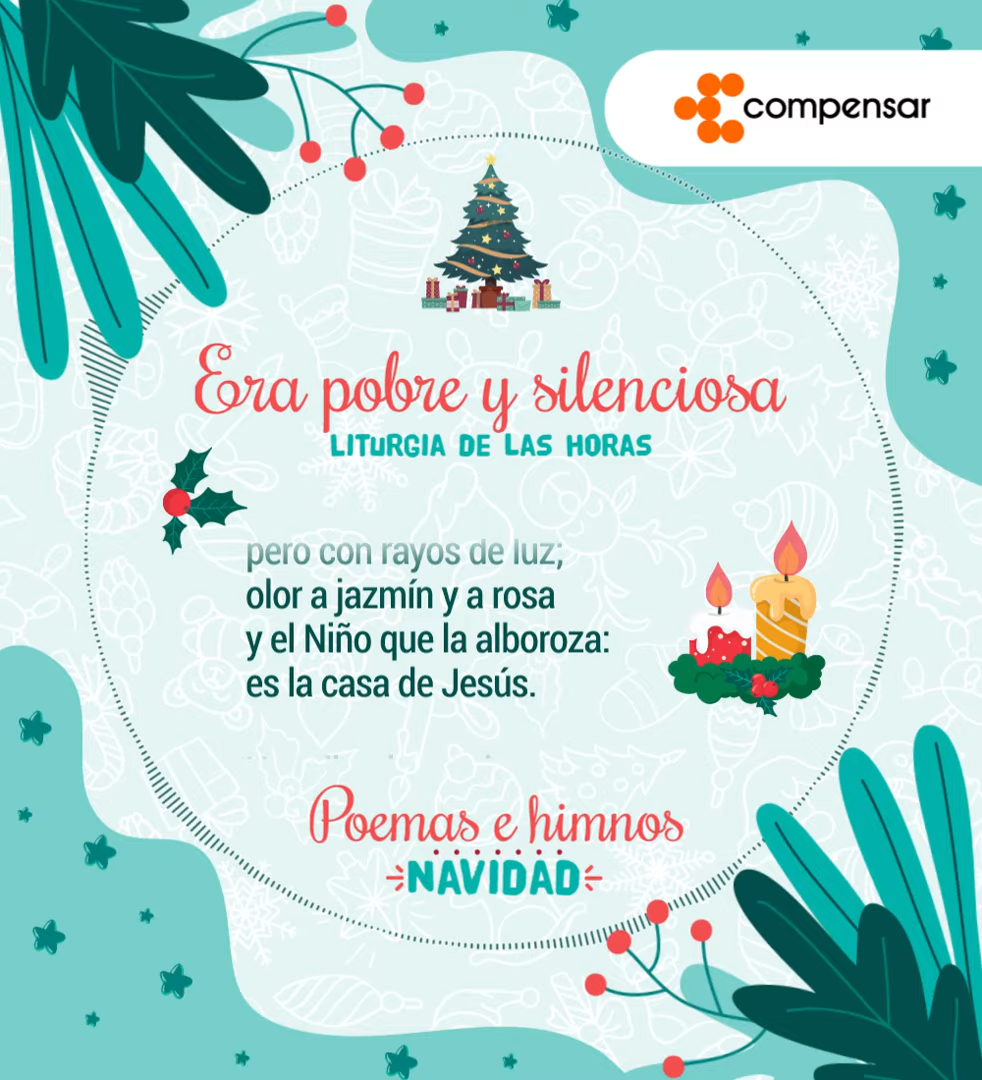 compensar
Era pobre y silenciosa
LITURGIA DE LAS HORAS
pero con rayos de luz;
olor a jazmín y a rosa
y el Niño que la alboroza:
es la casa de Jesús.
Poemas e himnos
NAVIDAD